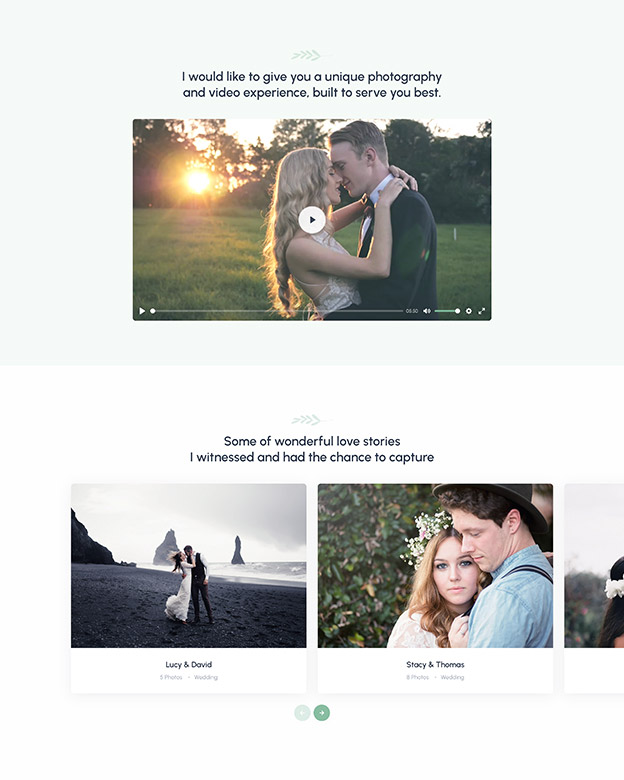 I would like to give you a unique photography
and video experience, built to serve you best.
03:50
Some of wonderful love stories
I witnessed and had the chance to capture
Lucy & David
5 Photos • Wedding
Stacy & Thomas
8 Photos • Wedding